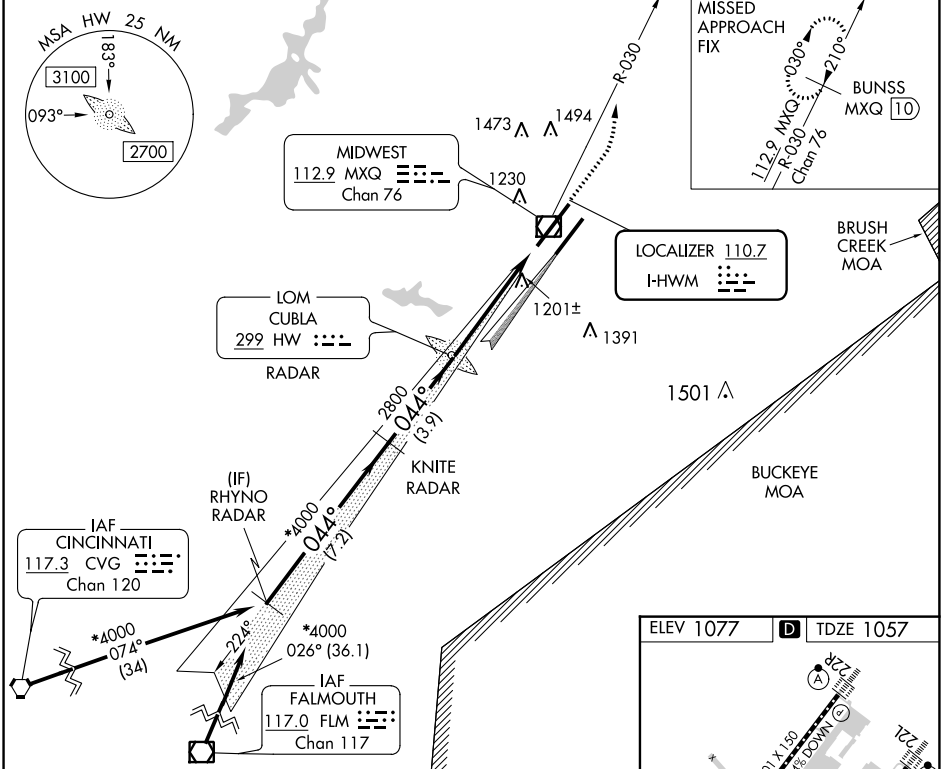 MSA HW 25 NM
183°
3100
093°
2700
MISSED
APPROACH
FIX
030°
210°
BUNSS
MXQ 10
112.9 MXQ
R-030
Chan 76
R-030
1473
1494
MIDWEST
112.9 MXQ
Chan 76
1230
LOCALIZER 110.7
I-HWM
BRUSH
CREEK
MOA
LOM
CUBLA
299 HW
RADAR
1201±
1391
1501
2800
044°
(3.9)
KNITE
RADAR
BUCKEYE
MOA
(IF)
RHYNO
RADAR
*4000
044°
(7.2)
IAF
CINCINNATI
117.3 CVG
Chan 120
*4000
074°
(34)
224°
*4000
026° (36.1)
IAF
FALMOUTH
117.0 FLM
Chan 117
ELEV 1077 D TDZE 1057
A
22R
P
01 X 150
% DOWN
22L